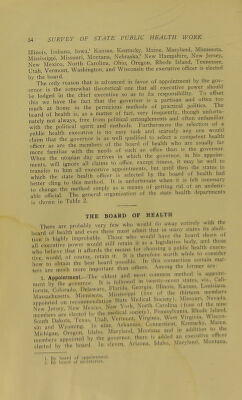 54 SURVEY OF STATE PUBLIC HEALTH WORK
Illinois, Indiana, Iowa, Kansas, Kentucky, Maine, Maryland, Minnesota,
Mississippi, Missouri, Montana, Nebraska,¹ New Hampshire, New Jersey,
New Mexico, North Carolina, Ohio, Oregon, Rhode Island, Tennessee,
Utah, Vermont, Washington, and Wisconsin the executive officer is elected
by the board.
The only reason that is advanced in favor of appointment by the gov-
ernor is the somewhat theoretical one that all executive power should
be lodged in the chief executive so as to fix responsibility. To offset
this we have the fact that the governor is a partisan and often too
much at home in the pernicious methods of practical politics. The
board of health is, as a matter of fact, very frequently, though unfortu-
nately not always, free from political arrangements and often unfamiliar
with the political spoils methods. Furthermore the selection of a
public health executive is no easy task and scarcely any one would
claim that the governor is as well qualified to select a competent health
officer as are the members of the board of health who are usually far
more familiar with the needs of such an office than is the governor.
When the utopian day arrives in which the governor, in his appoint-
ments, will ignore all claims to office except fitness, it may be well to
transfer to him all executive appointments, but until then the states in
which the state health officer is selected by the board of health had
better cling to this method. It is unfortunate when it is felt necessary
to change the method simply as a means of getting rid of an undesir-
able official. The general organization of the state health departments
is shown in Table 2.
THE BOARD OF HEALTH
There are probably very few who would do away entirely with the
board of health and even these must admit that in many states its aboli-
tion is highly improbable. Those who would have the board shorn of
all executive power would still retain it as a legislative body, and those
who believe that it affords the means for choosing a public health execu-
tive, would, of course, retain it. It is therefore worth while to consider
how to obtain the best board possible. In this connection certain mat-
ters are much more important than others. Among the former are:
1. Appointment.—The oldest and most common method is appoint-
ment by the governor. It is followed in twenty-seven states, viz., Cali-
fornia, Colorado, Delaware, Florida, Georgia, Illinois, Kansas, Louisiana,
Massachusetts, Minnesota, Mississippi (five of the thirteen members
appointed on recommendation State Medical Society), Missouri, Nevada,
New Jersey, New Mexico, New York, North Carolina (four of the nine
members are elected by the medical society), Pennsylvania, Rhode Island,
South Dakota, Texas, Utah, Vermont, Virginia, West Virginia, Wiscon-
sin and Wyoming. In nine, Arkansas, Connecticut, Kentucky, Maine,
Michigan, Oregon, Idaho, Maryland, Montana and in addition to the
members appointed by the governor, there is added an executive officer
elected by the board. In eleven, Arizona, Idaho, Maryland, Montana,
1. By board of appointment.
2. By board of ministries.